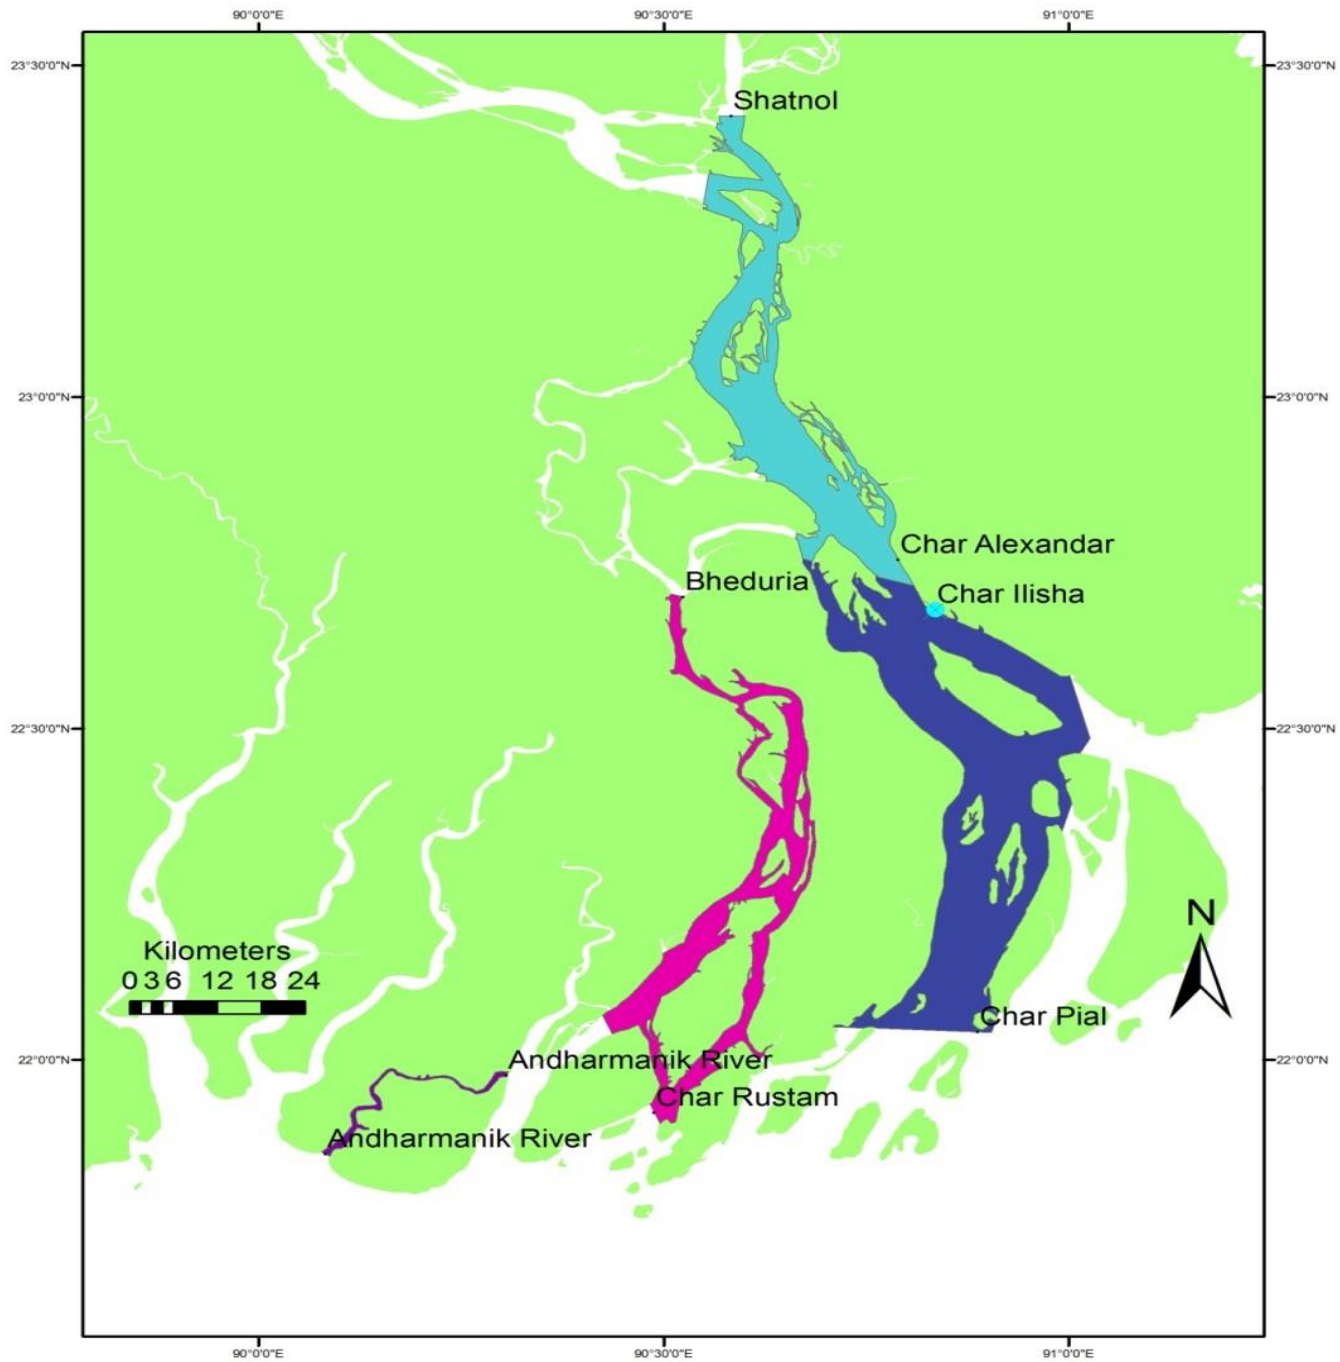 90°0'0"E 90°30'0"E 91°0'0"E
23°30'0"N 23°30'0"N
Shatnol
23°0'0"N 23°0'0"N
Char Alexandar
Bheduria
Char Ilisha
22°30'0"N 22°30'0"N
N
Kilometers
0 3 6 12 18 24
Char Pial
22°0'0"N 22°0'0"N
Andharmanik River
Char Rustam
Andharmanik River
90°0'0"E 90°30'0"E 91°0'0"E